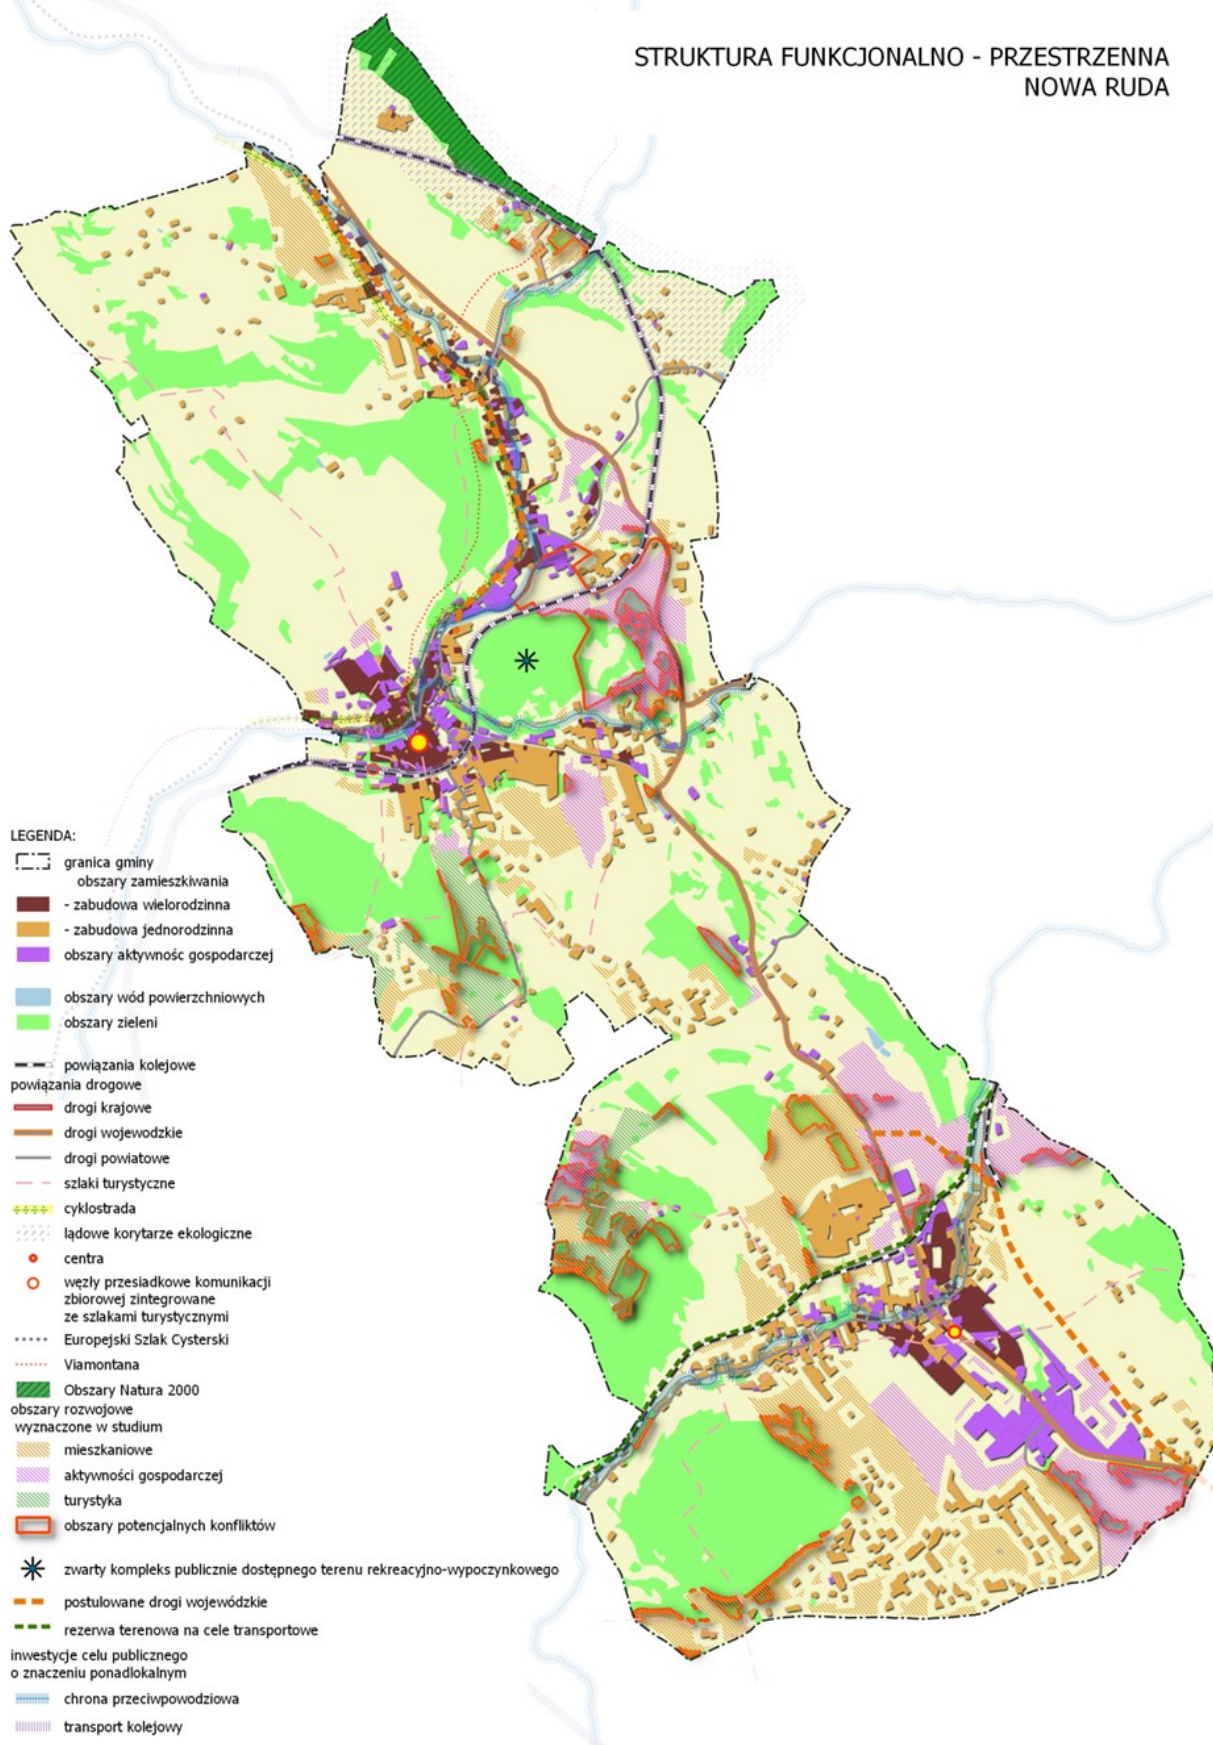 STRUKTURA FUNKCJONALNO - PRZESTRZENNA
NOWA RUDA
LEGENDA:
granica gminy
obszary zamieszkiwania
- zabudowa wielorodzinna
- zabudowa jednorodzinna
obszary aktywnośc gospodarczej
obszary wód powierzchniowych
obszary zieleni
powiązania kolejowe
powiązania drogowe
drogi krajowe
drogi wojewodzkie
drogi powiatowe
szlaki turystyczne
cyklostrada
lądowe korytarze ekologiczne
centra
węzły przesiadkowe komunikacji
zbiorowej zintegrowane
ze szlakami turystycznymi
Europejski Szlak Cysterski
Viamontana
Obszary Natura 2000
obszary rozwojowe
wyznaczone w studium
mieszkaniowe
aktywności gospodarczej
turystyka
obszary potencjalnych konfliktów
zwarty kompleks publicznie dostępnego terenu rekreacyjno-wypoczynkowego
postulowane drogi wojewódzkie
rezerwa terenowa na cele transportowe
inwestycje celu publicznego
o znaczeniu ponadlokalnym
chrona przeciwpowodziowa
transport kolejowy